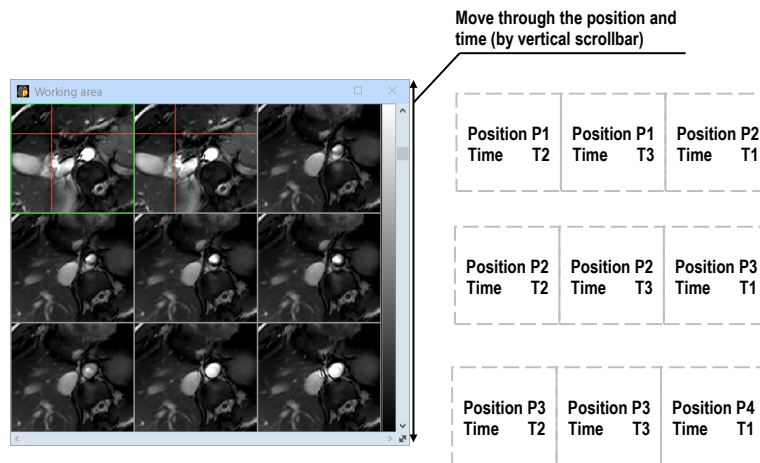 Move through the position and
time (by vertical scrollbar)
Working area
Position P1 Position P1 Position P2
Time T2 Time T3 Time T1
Position P2 Position P2 Position P3
Time T2 Time T3 Time T1
Position P3 Position P3 Position P4
Time T2 Time T3 Time T1